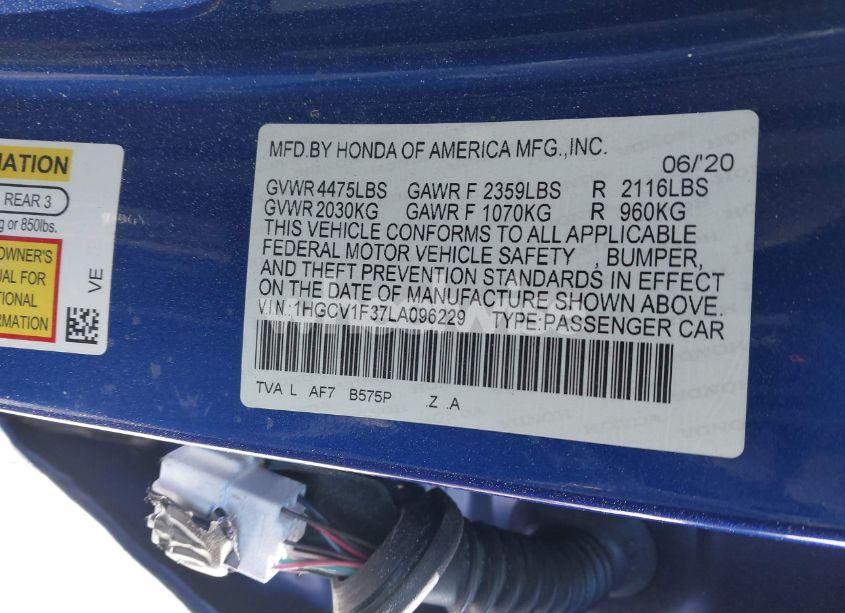 MATION
REAR 3
g or 850lbs.
OWNER'S
UAL FOR
TIONAL
ORMATION
VE
MFD.BY HONDA OF AMERICA MFG.,INC.
06/'20
GVWR 4475LBS GAWR F 2359LBS R 2116LBS
GVWR 2030KG GAWR F 1070KG R 960KG
THIS VEHICLE CONFORMS TO ALL APPLICABLE
FEDERAL MOTOR VEHICLE SAFETY , BUMPER,
AND THEFT PREVENTION STANDARDS IN EFFECT
ON THE DATE OF MANUFACTURE SHOWN ABOVE.
V.I.N.:1HGCV1F37LA096229 TYPE:PASSENGER CAR
TVA L AF7 B575P .Z .A